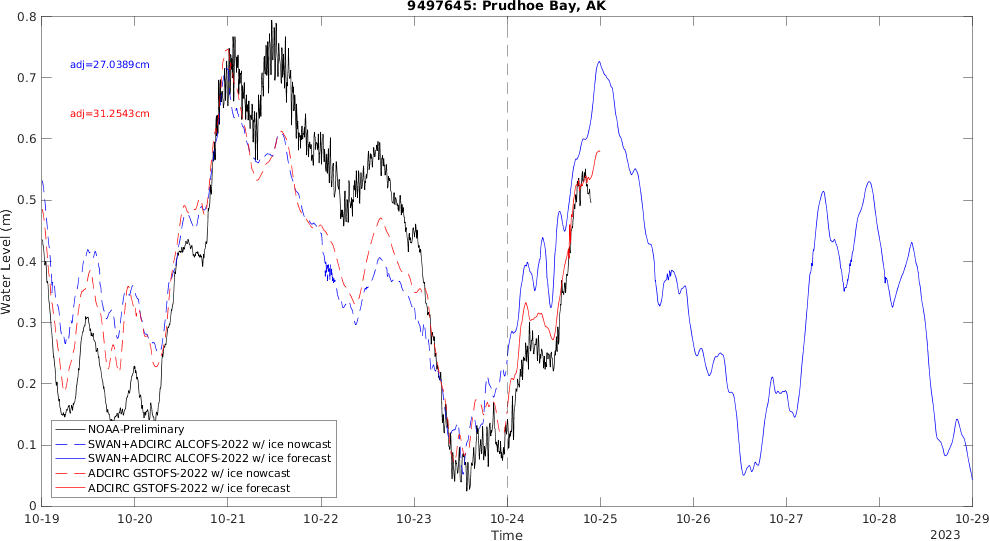 9497645: Prudhoe Bay, AK
0.8
0.7
0.6
0.5
0.4
0.3
0.2
0.1
0
Water Level (m)
adj=27.0389cm
adj=31.2543cm
NOAA-Preliminary
SWAN+ADCIRC ALCOFS-2022 w/ ice nowcast
SWAN+ADCIRC ALCOFS-2022 w/ ice forecast
ADCIRC GSTOFS-2022 w/ ice nowcast
ADCIRC GSTOFS-2022 w/ ice forecast
10-19 10-20 10-21 10-22 10-23 10-24 10-25 10-26 10-27 10-28 10-29
Time
2023